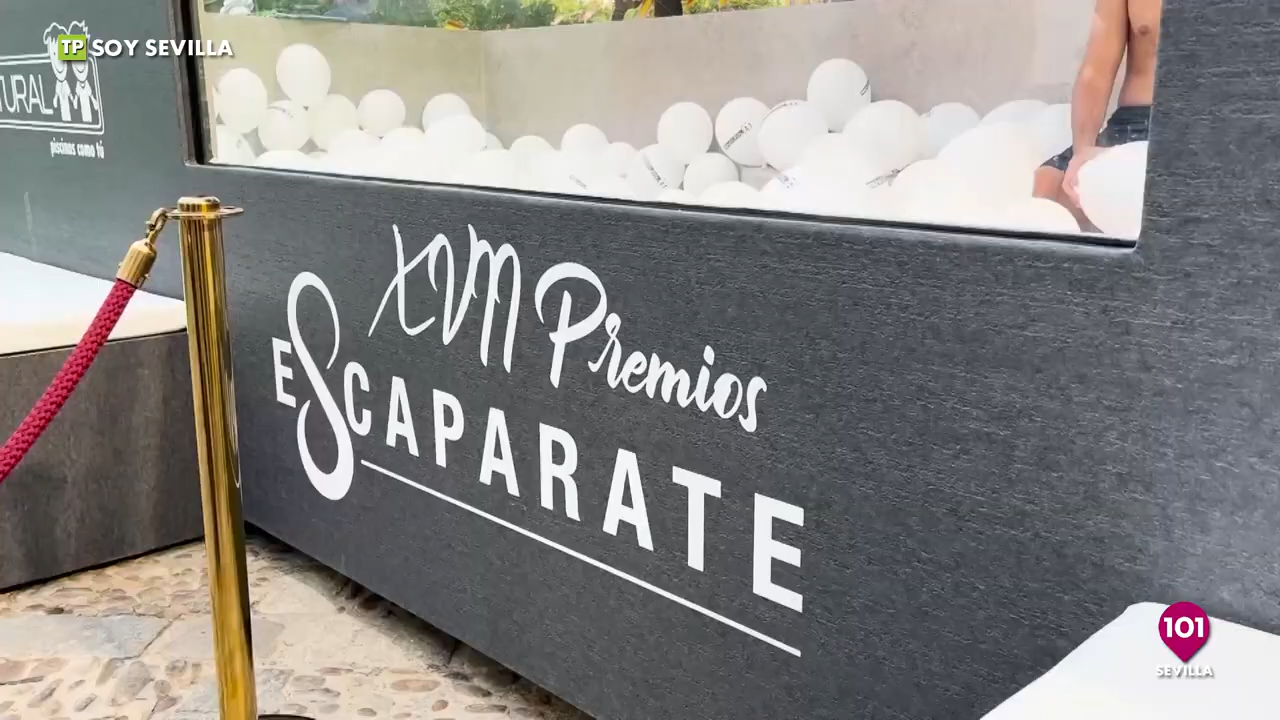 TP SOY SEVILLA
TURAL
piscinas como tú
XVII Premios
ESCAPARATE
101
SEVILLA